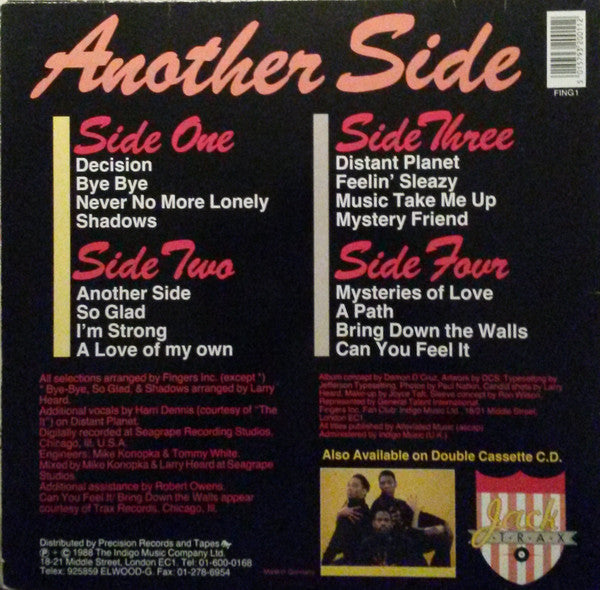 Another Side
5 015793 200112
FING1
Side One
Decision
Bye Bye
Never No More Lonely
Shadows
Side Two
Another Side
So Glad
I'm Strong
A Love of my own
Side Three
Distant Planet
Feelin' Sleazy
Music Take Me Up
Mystery Friend
Side Four
Mysteries of Love
A Path
Bring Down the Walls
Can You Feel It
All selections arranged by Fingers Inc. (except *)
* Bye-Bye, So Glad, & Shadows arranged by Larry
Heard.
Additional vocals by Harri Dennis (courtesy of "The
It") on Distant Planet.
Digitally recorded at Seagrape Recording Studios,
Chicago, Ill. U.S.A.
Engineers: Mike Konopka & Tommy White.
Mixed by Mike Konopka & Larry Heard at Seagrape
Studios
Additional assistance by Robert Owens.
Can You Feel It/ Bring Down the Walls appear
courtesy of Trax Records, Chicago, Ill.
Album concept by Damon D'Cruz, Artwork by DCS. Typesetting by
Jefferson Typesetting. Photos by Paul Natkin. Candid shots by Larry
Heard. Make-up by Joyce Talk. Sleeve concept by Ron Wilson.
Represented by General Talent International.
Fingers Inc. Fan Club: Indigo Music Ltd., 18/21 Middle Street,
London EC1.
All titles published by Alleviated Music (ascap)
Administered by Indigo Music (U.K.)
Also Available on Double Cassette C.D.
Jack
TRAX
Distributed by Precision Records and Tapes
℗ + © 1988 The Indigo Music Company Ltd.
18-21 Middle Street, London EC1. Tel: 01-600-0168
Telex: 925859 ELWOOD-G. Fax: 01-278-6954
Made in Germany